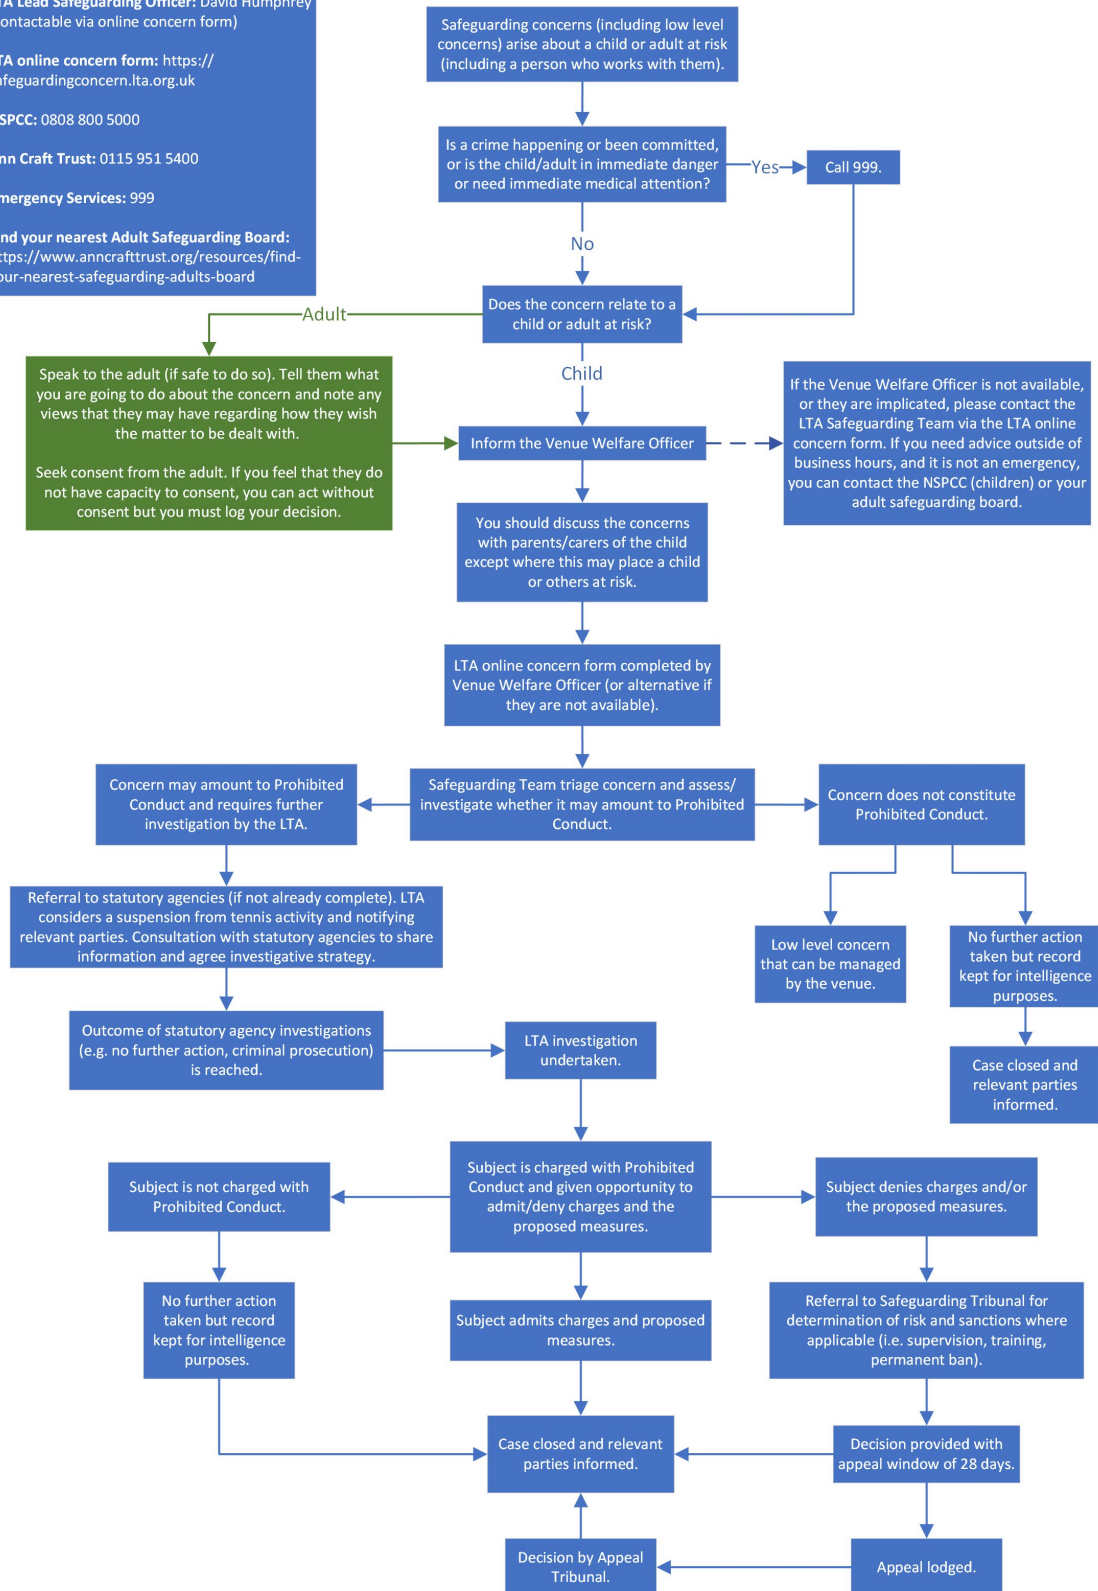 TA Lead Safeguarding Officer: David Humphrey
ontactable via online concern form)
TA online concern form: https://
afeguardingconcern.lta.org.uk
SPCC: 0808 800 5000
nn Craft Trust: 0115 951 5400
mergency Services: 999
nd your nearest Adult Safeguarding Board:
ttps://www.anncrafttrust.org/resources/find-
our-nearest-safeguarding-adults-board
Safeguarding concerns (including low level
concerns) arise about a child or adult at risk
(including a person who works with them).
Is a crime happening or been committed,
or is the child/adult in immediate danger
or need immediate medical attention?
Yes
Call 999.
No
Does the concern relate to a
child or adult at risk?
Adult
Child
Speak to the adult (if safe to do so). Tell them what
you are going to do about the concern and note any
views that they may have regarding how they wish
the matter to be dealt with.
Seek consent from the adult. If you feel that they do
not have capacity to consent, you can act without
consent but you must log your decision.
Inform the Venue Welfare Officer
If the Venue Welfare Officer is not available,
or they are implicated, please contact the
LTA Safeguarding Team via the LTA online
concern form. If you need advice outside of
business hours, and it is not an emergency,
you can contact the NSPCC (children) or your
adult safeguarding board.
You should discuss the concerns
with parents/carers of the child
except where this may place a child
or others at risk.
LTA online concern form completed by
Venue Welfare Officer (or alternative if
they are not available).
Safeguarding Team triage concern and assess/
investigate whether it may amount to Prohibited
Conduct.
Concern may amount to Prohibited
Conduct and requires further
investigation by the LTA.
Concern does not constitute
Prohibited Conduct.
Referral to statutory agencies (if not already complete). LTA
considers a suspension from tennis activity and notifying
relevant parties. Consultation with statutory agencies to share
information and agree investigative strategy.
Low level concern
that can be managed
by the venue.
No further action
taken but record
kept for intelligence
purposes.
Outcome of statutory agency investigations
(e.g. no further action, criminal prosecution)
is reached.
LTA investigation
undertaken.
Case closed and
relevant parties
informed.
Subject is not charged with
Prohibited Conduct.
Subject is charged with Prohibited
Conduct and given opportunity to
admit/deny charges and the
proposed measures.
Subject denies charges and/or
the proposed measures.
No further action
taken but record
kept for intelligence
purposes.
Subject admits charges and proposed
measures.
Referral to Safeguarding Tribunal for
determination of risk and sanctions where
applicable (i.e. supervision, training,
permanent ban).
Case closed and relevant
parties informed.
Decision provided with
appeal window of 28 days.
Decision by Appeal
Tribunal.
Appeal lodged.